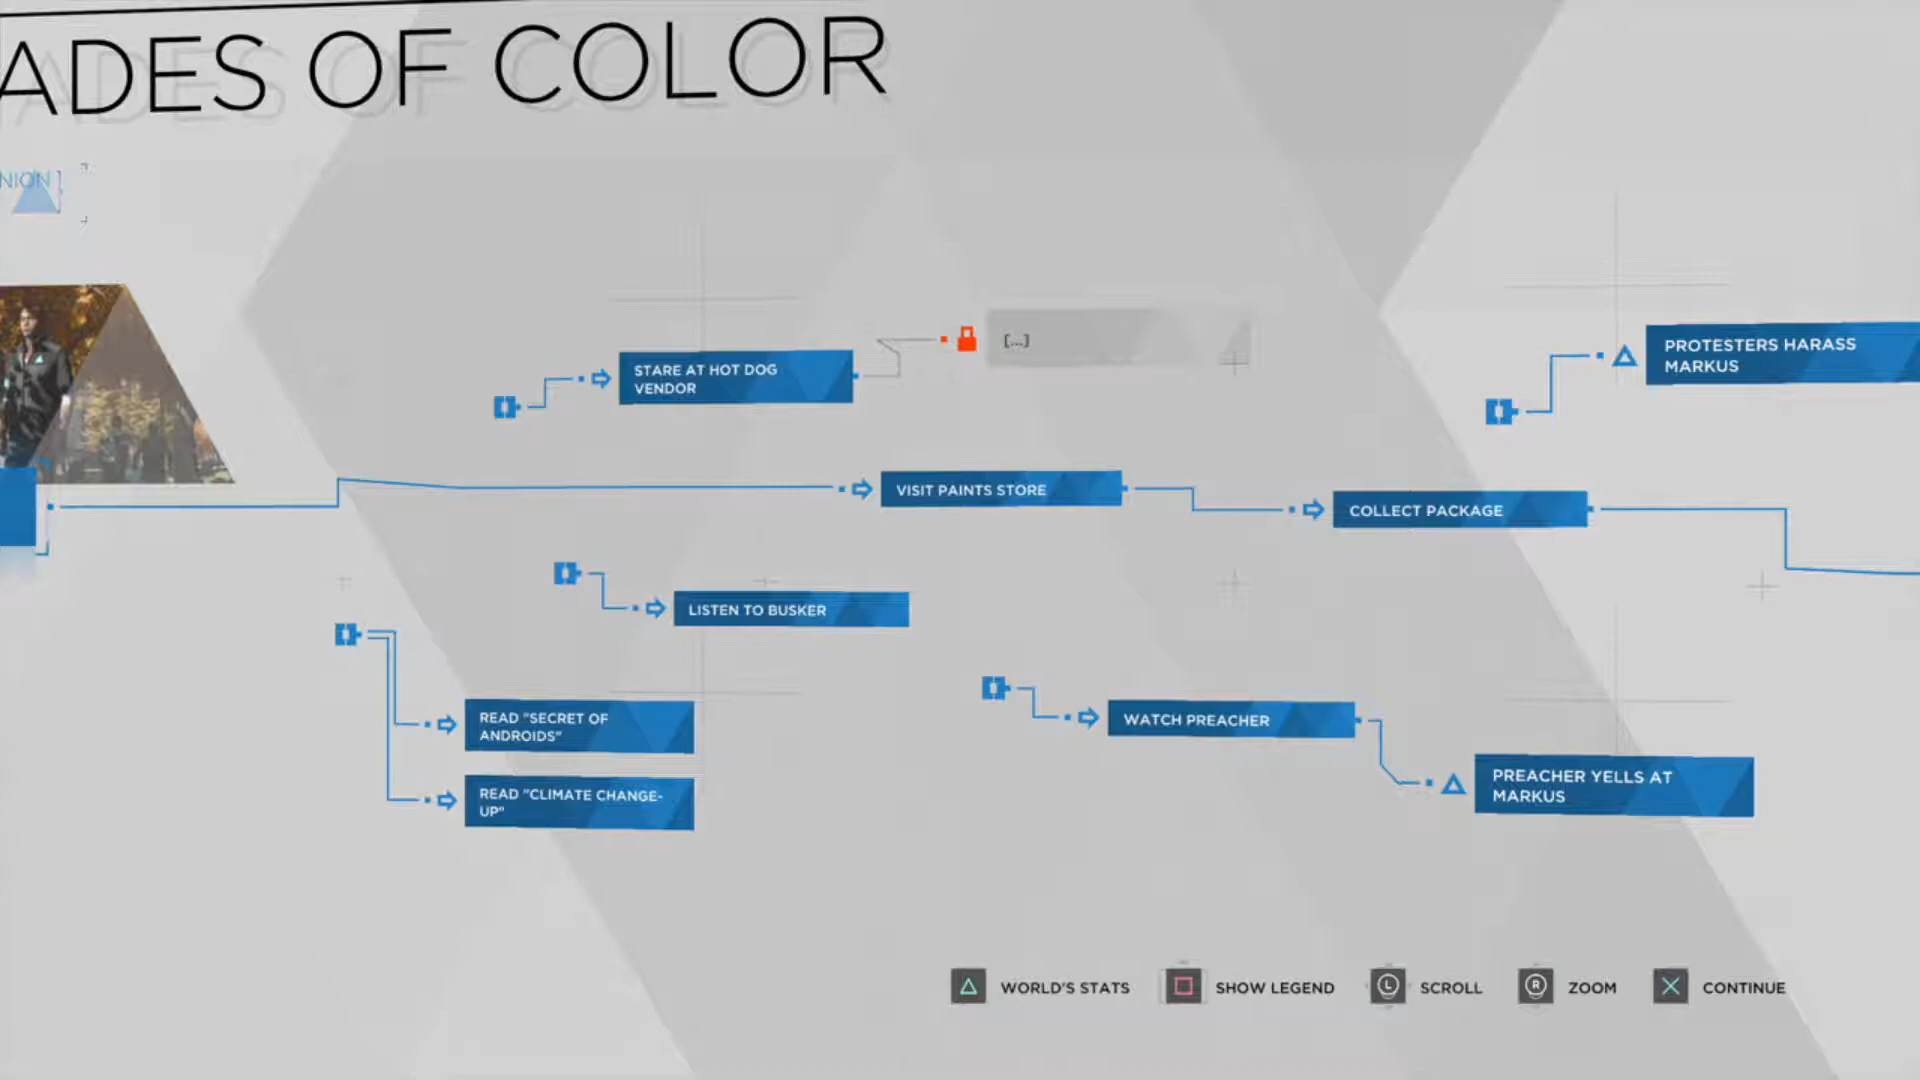 ADES OF COLOR
NION
[...]
PROTESTERS HARASS
MARKUS
STARE AT HOT DOG
VENDOR
VISIT PAINTS STORE
COLLECT PACKAGE
LISTEN TO BUSKER
READ "SECRET OF
ANDROIDS"
WATCH PREACHER
PREACHER YELLS AT
MARKUS
READ "CLIMATE CHANGE-
UP"
WORLD'S STATS
SHOW LEGEND
L
SCROLL
R
ZOOM
CONTINUE